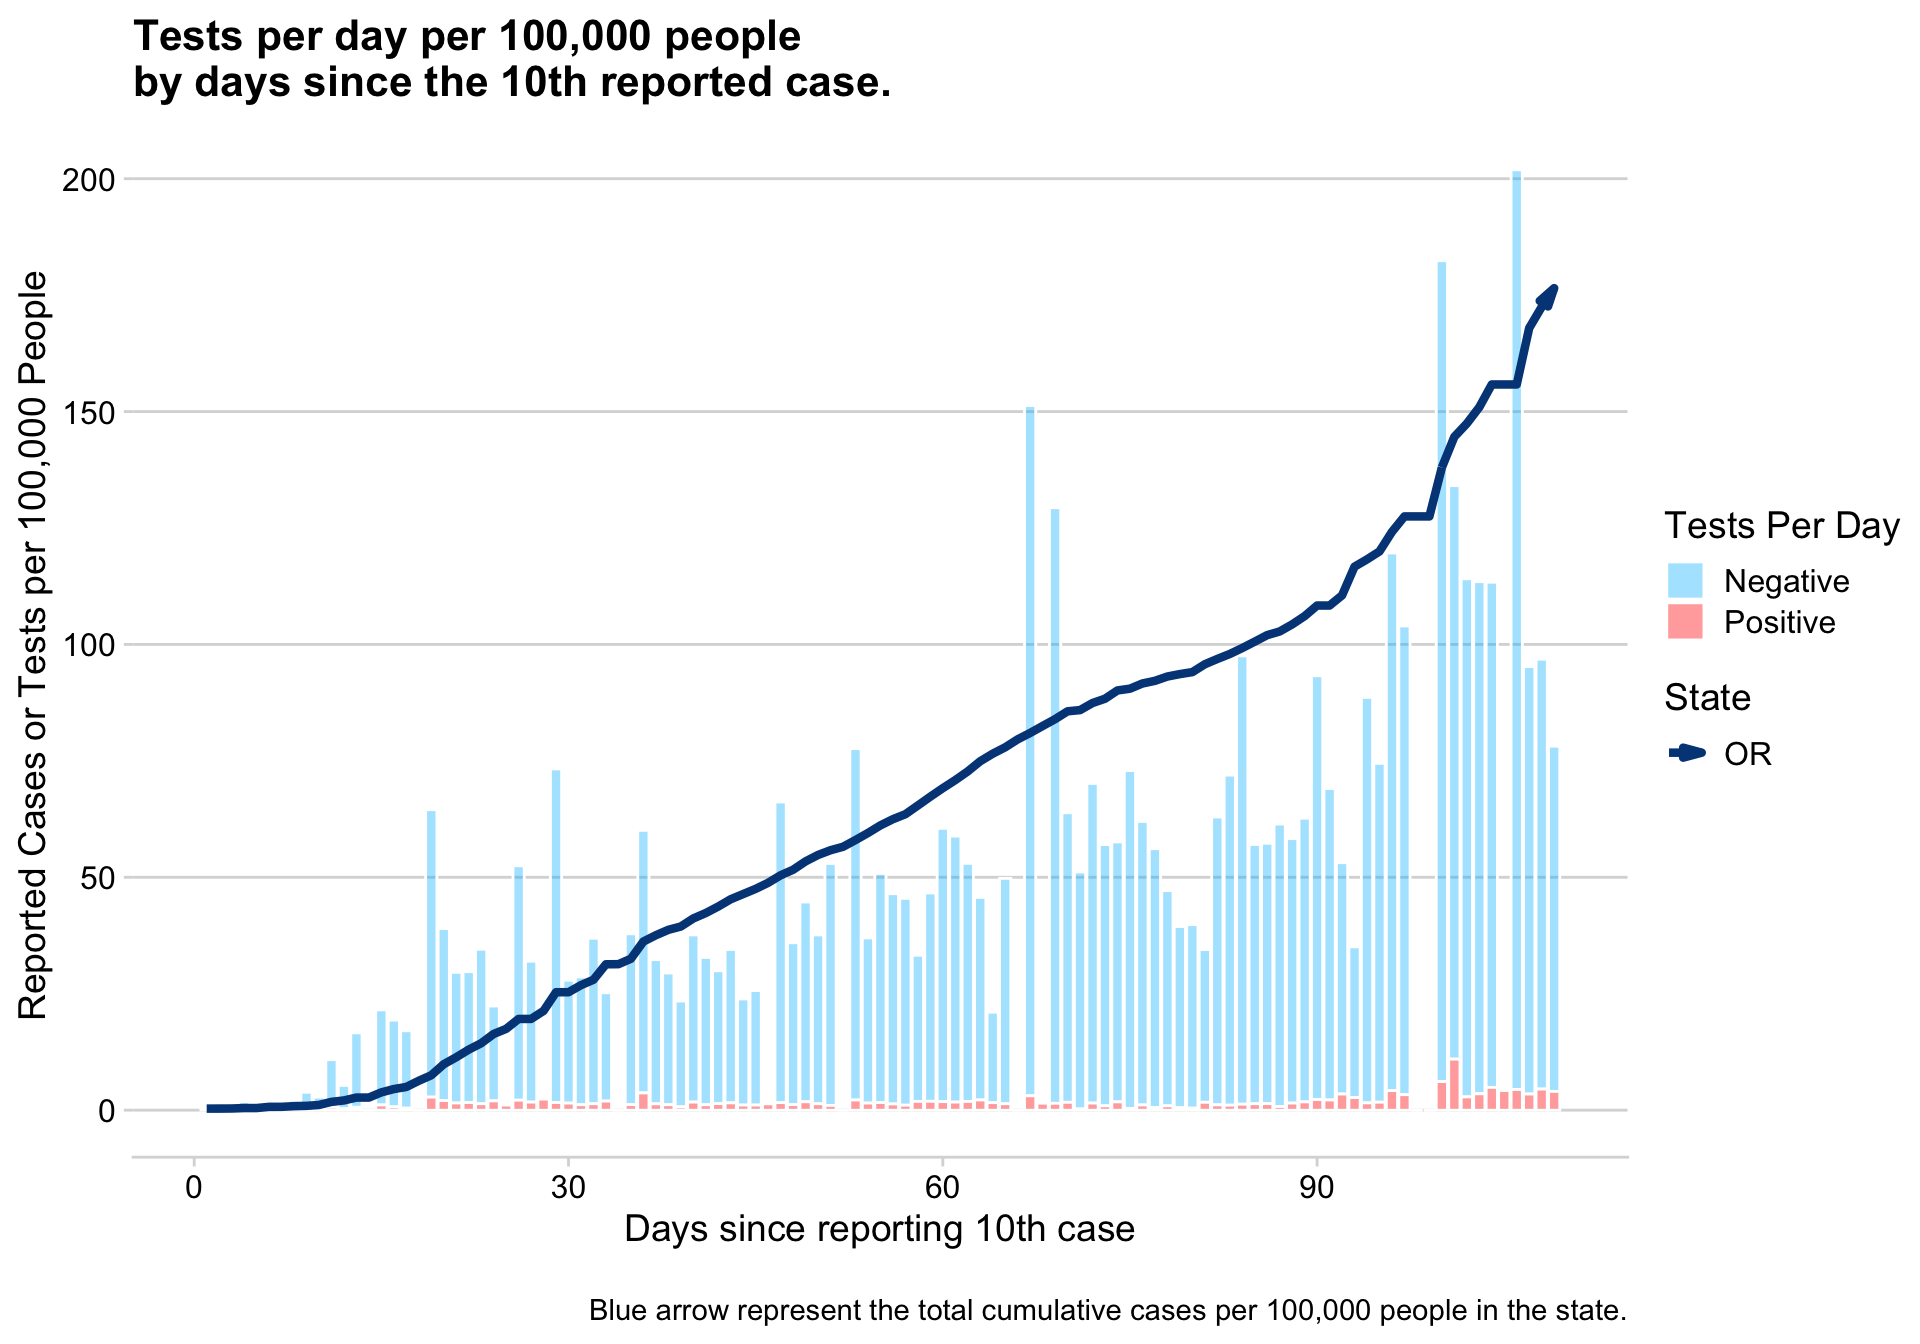 Tests per day per 100,000 people
by days since the 10th reported case.
Reported Cases or Tests per 100,000 People
200
150
100
50
0
0
30
60
90
Days since reporting 10th case
Tests Per Day
Negative
Positive
State
OR
Blue arrow represent the total cumulative cases per 100,000 people in the state.